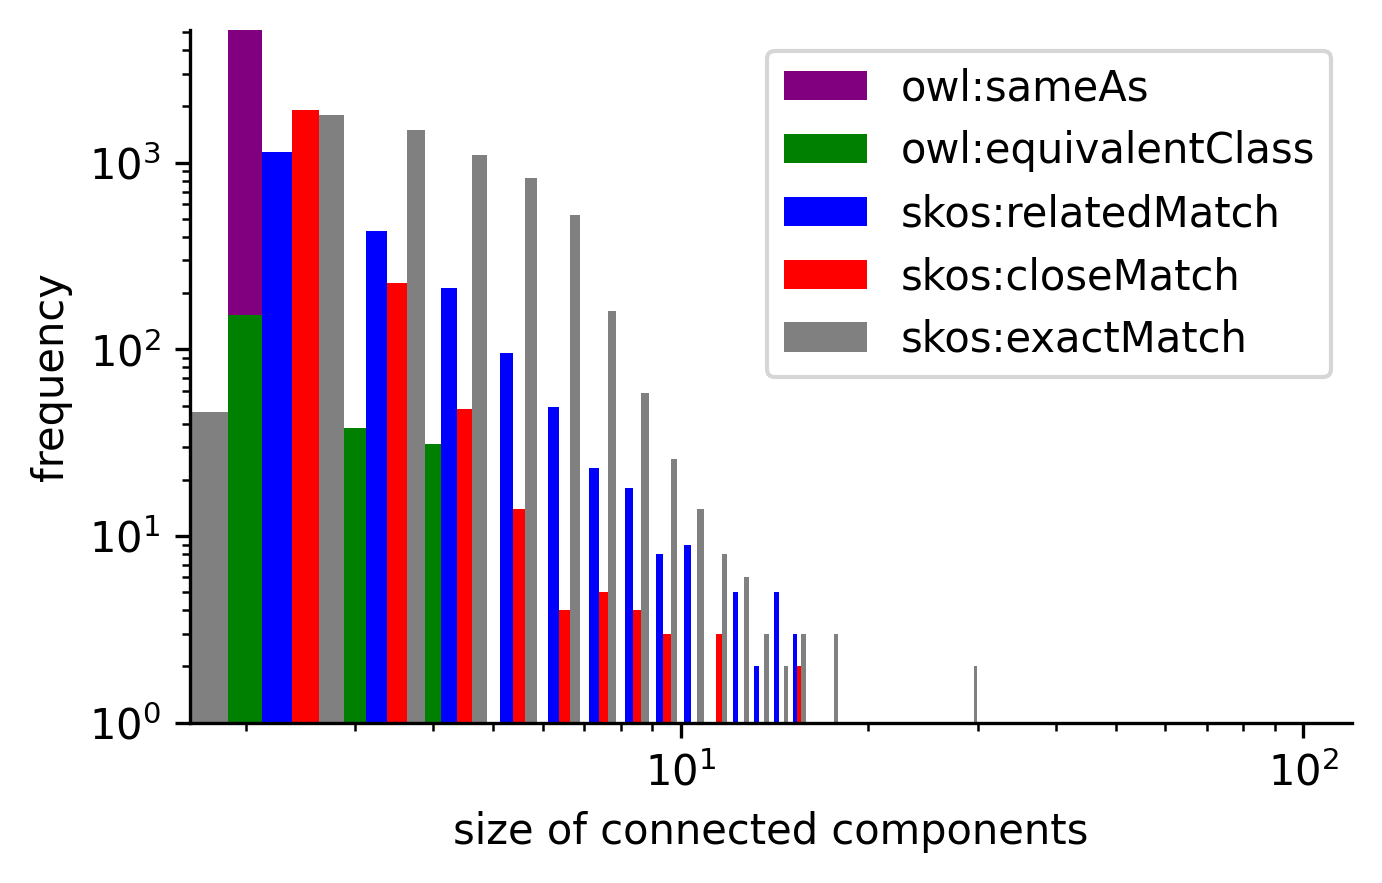 owl:sameAs
owl:equivalentClass
skos:relatedMatch
skos:closeMatch
skos:exactMatch
10³
10²
10¹
10⁰
frequency
10¹ 10²
size of connected components